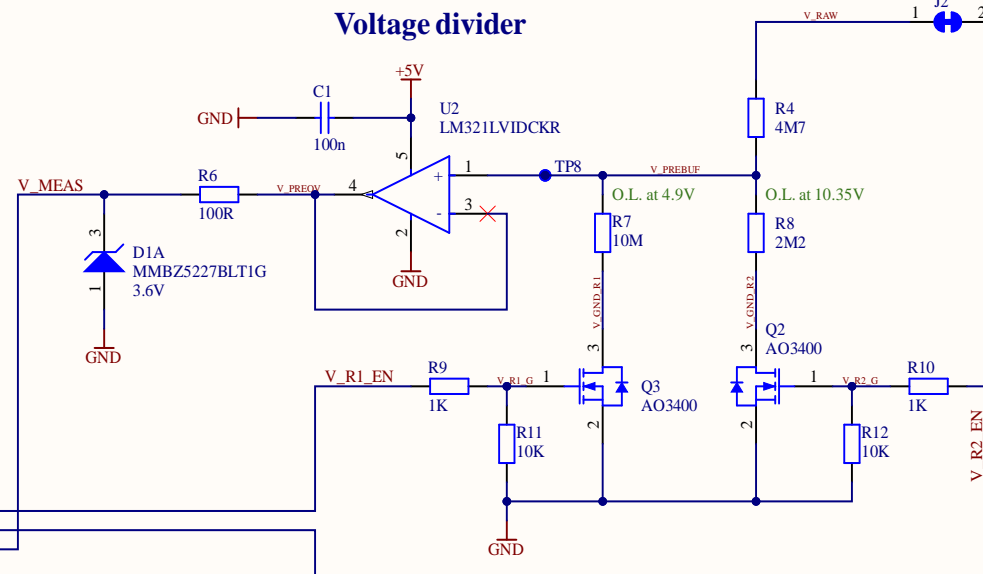 Voltage divider
J2
V_RAW
1
2
+5V
C1
GND
100n
U2
LM321LVIDCKR
R4
4M7
5
V_MEAS
R6
100R
V_PREOV
4
+
-
1
3
2
TP8
V_PREBUF
O.L. at 4.9V
O.L. at 10.35V
R7
10M
R8
2M2
3
D1A
MMBZ5227BLT1G
3.6V
1
GND
GND
V_GND_R1
V_GND_R2
Q2
AO3400
3
3
V_R1_EN
R9
1K
V_R1_G
1
Q3
AO3400
2
1
V_R2_G
R10
1K
2
R11
10K
R12
10K
V_R2_EN
GND